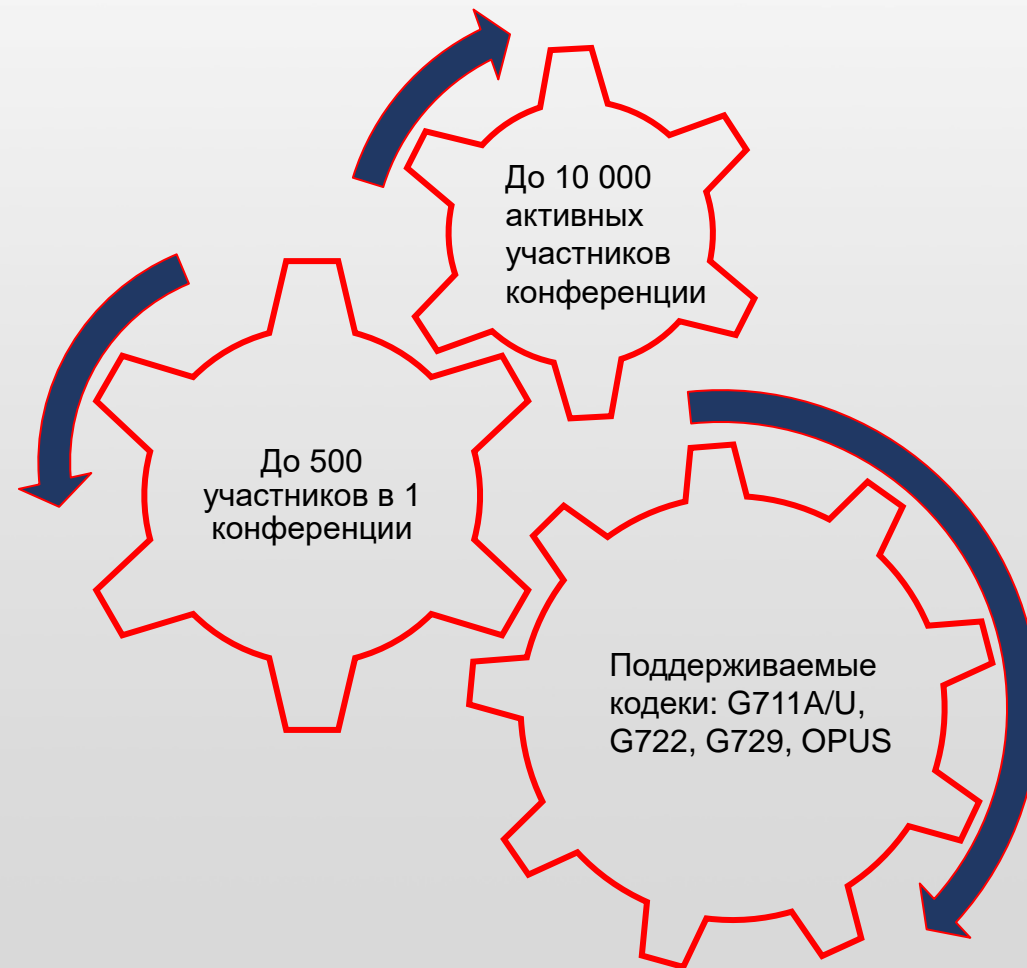 До 10 000
активных
участников
конференции
До 500
участников в 1
конференции
Поддерживаемые
кодеки: G711A/U,
G722, G729, OPUS